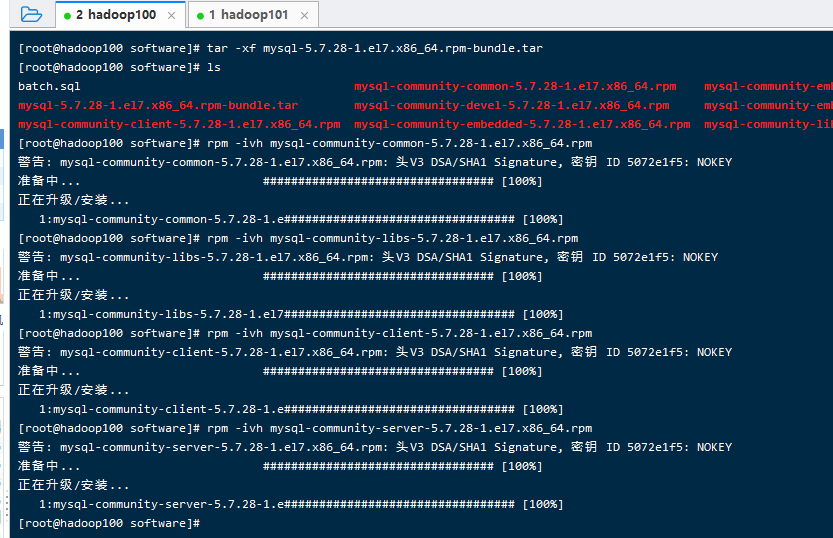 2 hadoop100 × 1 hadoop101 ×
[root@hadoop100 software]# tar -xf mysql-5.7.28-1.el7.x86_64.rpm-bundle.tar
[root@hadoop100 software]# ls
batch.sql mysql-community-common-5.7.28-1.el7.x86_64.rpm mysql-community-emb
mysql-5.7.28-1.el7.x86_64.rpm-bundle.tar mysql-community-devel-5.7.28-1.el7.x86_64.rpm mysql-community-emb
mysql-community-client-5.7.28-1.el7.x86_64.rpm mysql-community-embedded-5.7.28-1.el7.x86_64.rpm mysql-community-lib
[root@hadoop100 software]# rpm -ivh mysql-community-common-5.7.28-1.el7.x86_64.rpm
警告: mysql-community-common-5.7.28-1.el7.x86_64.rpm: 头V3 DSA/SHA1 Signature, 密钥 ID 5072e1f5: NOKEY
准备中... ################################# [100%]
正在升级/安装...
1:mysql-community-common-5.7.28-1.e################################# [100%]
[root@hadoop100 software]# rpm -ivh mysql-community-libs-5.7.28-1.el7.x86_64.rpm
警告: mysql-community-libs-5.7.28-1.el7.x86_64.rpm: 头V3 DSA/SHA1 Signature, 密钥 ID 5072e1f5: NOKEY
准备中... ################################# [100%]
正在升级/安装...
1:mysql-community-libs-5.7.28-1.el7################################# [100%]
[root@hadoop100 software]# rpm -ivh mysql-community-client-5.7.28-1.el7.x86_64.rpm
警告: mysql-community-client-5.7.28-1.el7.x86_64.rpm: 头V3 DSA/SHA1 Signature, 密钥 ID 5072e1f5: NOKEY
准备中... ################################# [100%]
正在升级/安装...
1:mysql-community-client-5.7.28-1.e################################# [100%]
[root@hadoop100 software]# rpm -ivh mysql-community-server-5.7.28-1.el7.x86_64.rpm
警告: mysql-community-server-5.7.28-1.el7.x86_64.rpm: 头V3 DSA/SHA1 Signature, 密钥 ID 5072e1f5: NOKEY
准备中... ################################# [100%]
正在升级/安装...
1:mysql-community-server-5.7.28-1.e################################# [100%]
[root@hadoop100 software]#